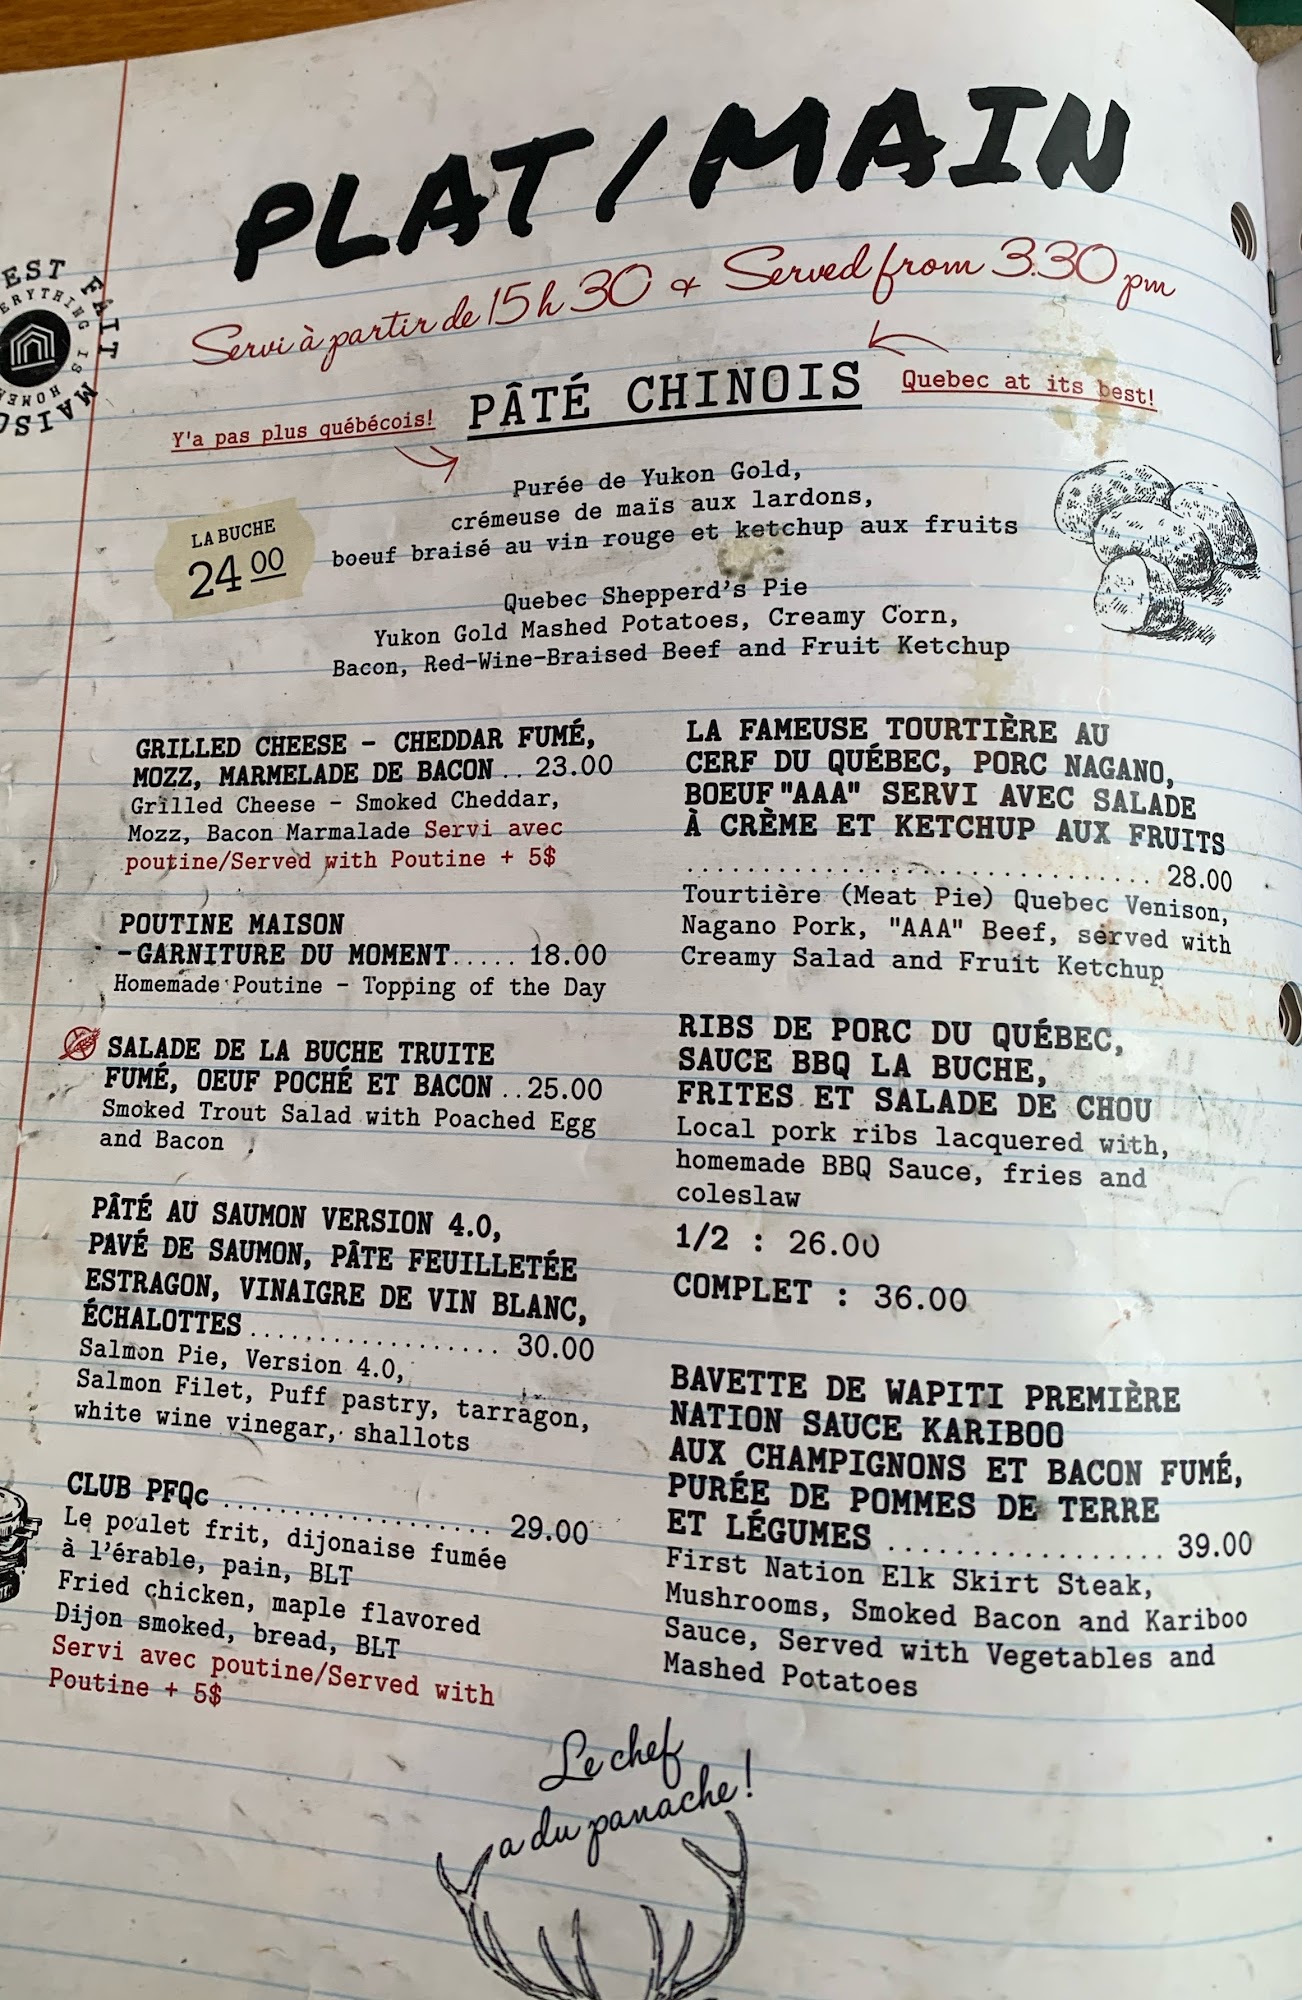 PLAT/MAIN
Servi à partir de 15h30 & Served from 3.30 pm
EST FAIT MAISO
ERYTHING IS HOMEM
Y'a pas plus québécois!
PÂTÉ CHINOIS
Quebec at its best!
LA BUCHE
24 00
Purée de Yukon Gold,
crémeuse de maïs aux lardons,
boeuf braisé au vin rouge et ketchup aux fruits
Quebec Shepperd's Pie
Yukon Gold Mashed Potatoes, Creamy Corn,
Bacon, Red-Wine-Braised Beef and Fruit Ketchup
GRILLED CHEESE - CHEDDAR FUMÉ,
MOZZ, MARMELADE DE BACON .. 23.00
Grilled Cheese - Smoked Cheddar,
Mozz, Bacon Marmalade Servi avec
poutine/Served with Poutine + 5$
POUTINE MAISON
-GARNITURE DU MOMENT..... 18.00
Homemade Poutine - Topping of the Day
SALADE DE LA BUCHE TRUITE
FUMÉ, OEUF POCHÉ ET BACON ..25.00
Smoked Trout Salad with Poached Egg
and Bacon
PÂTÉ AU SAUMON VERSION 4.0,
PAVÉ DE SAUMON, PÂTE FEUILLETÉE
ESTRAGON, VINAIGRE DE VIN BLANC,
ÉCHALOTTES .................. 30.00
Salmon Pie, Version 4.0,
Salmon Filet, Puff pastry, tarragon,
white wine vinegar, shallots
CLUB PFQc ................... 29.00
Le poulet frit, dijonaise fumée
à l'érable, pain, BLT
Fried chicken, maple flavored
Dijon smoked, bread, BLT
Servi avec poutine/Served with
Poutine + 5$
LA FAMEUSE TOURTIÈRE AU
CERF DU QUÉBEC, PORC NAGANO,
BOEUF "AAA" SERVI AVEC SALADE
À CRÈME ET KETCHUP AUX FRUITS
................................ 28.00
Tourtière (Meat Pie) Quebec Venison,
Nagano Pork, "AAA" Beef, served with
Creamy Salad and Fruit Ketchup
RIBS DE PORC DU QUÉBEC,
SAUCE BBQ LA BUCHE,
FRITES ET SALADE DE CHOU
Local pork ribs lacquered with,
homemade BBQ Sauce, fries and
coleslaw
1/2 : 26.00
COMPLET : 36.00
BAVETTE DE WAPITI PREMIÈRE
NATION SAUCE KARIBOO
AUX CHAMPIGNONS ET BACON FUMÉ,
PURÉE DE POMMES DE TERRE
ET LÉGUMES .................. 39.00
First Nation Elk Skirt Steak,
Mushrooms, Smoked Bacon and Kariboo
Sauce, Served with Vegetables and
Mashed Potatoes
Le chef
a du panache!